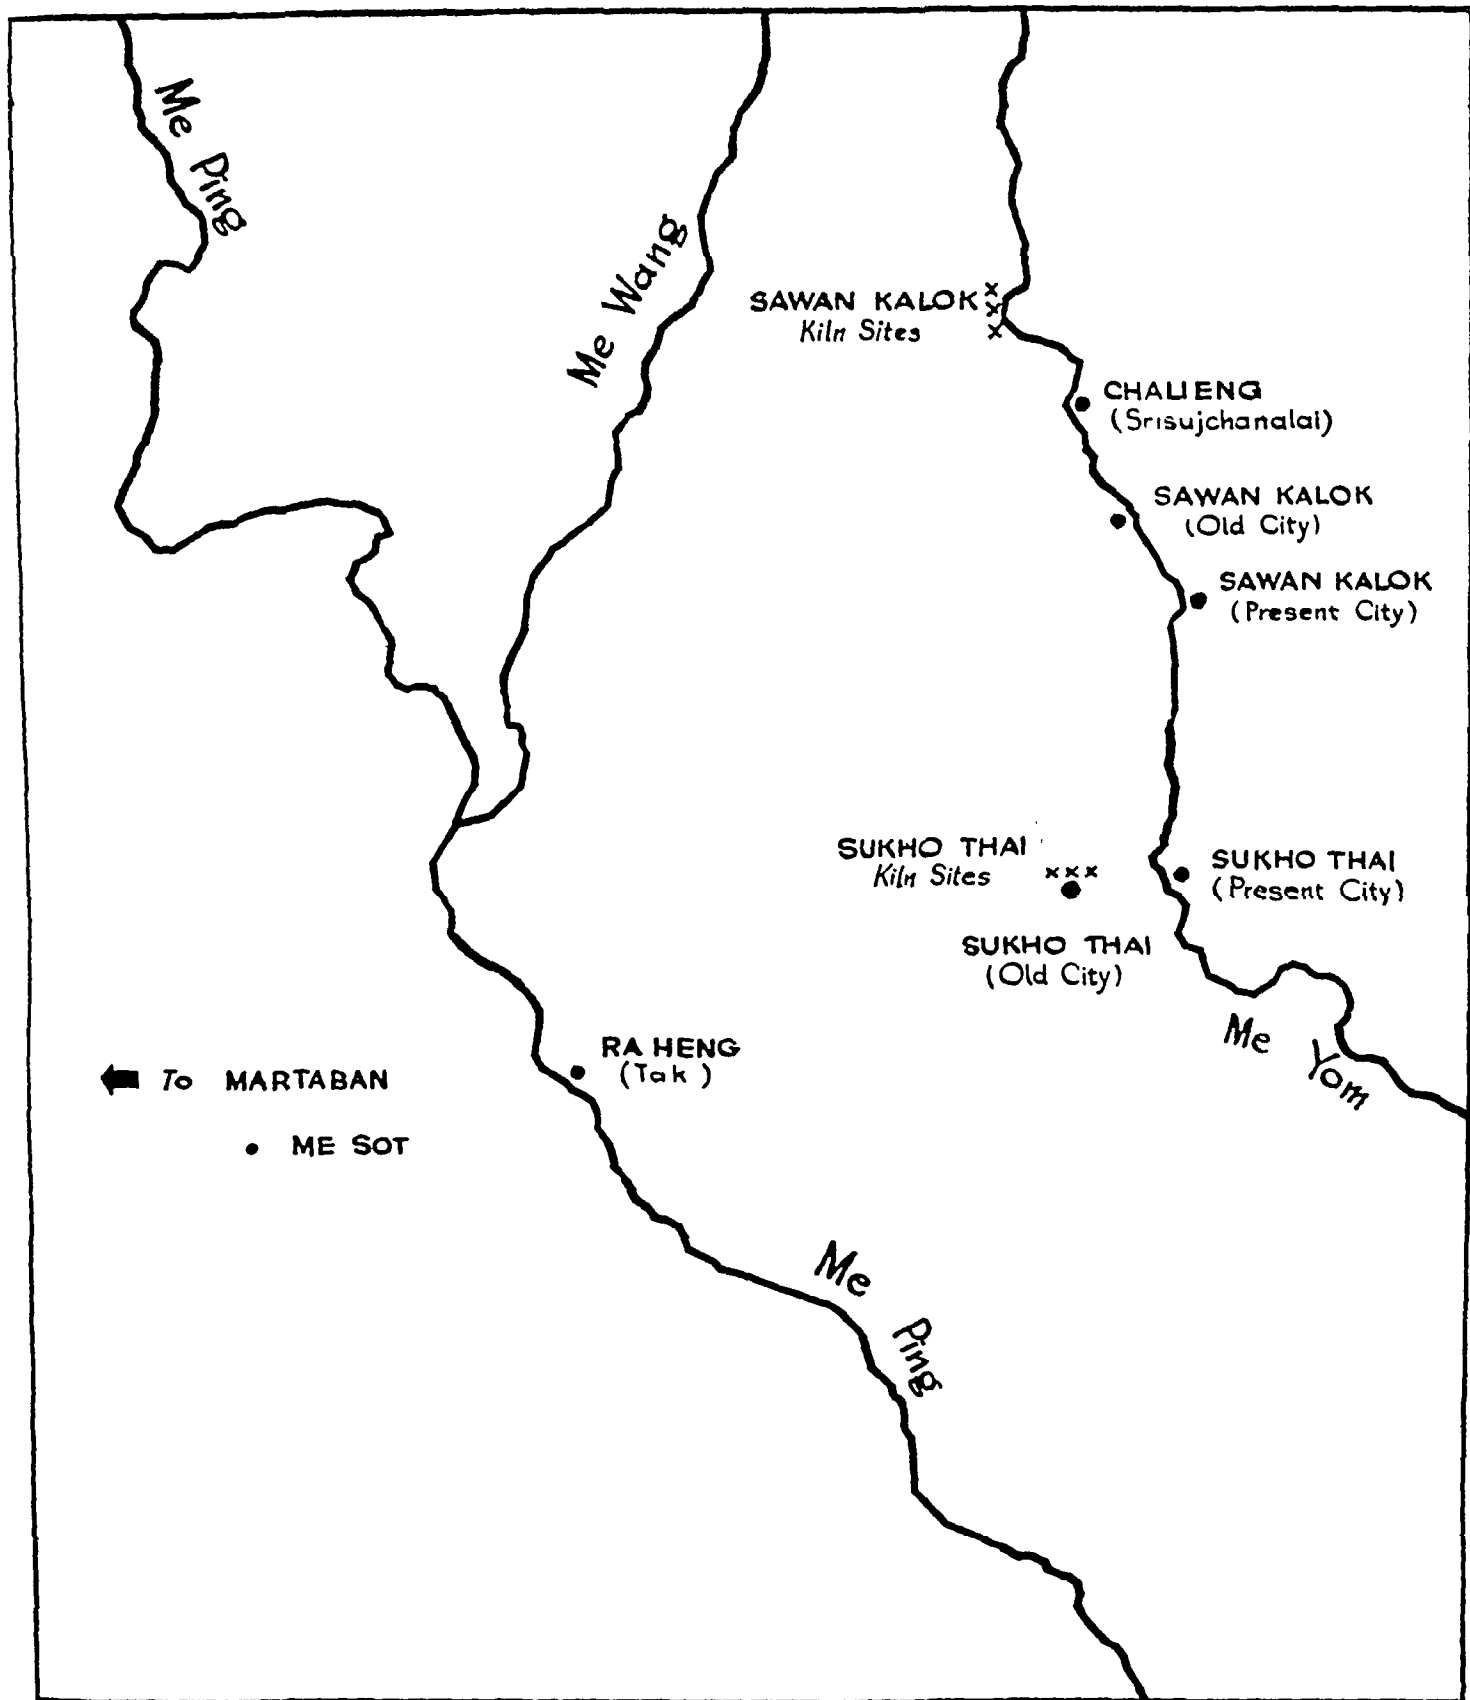 Me Ping
Me Wang
SAWAN KALOK
Kiln Sites
CHALIENG
(Srisujchanalai)
SAWAN KALOK
(Old City)
SAWAN KALOK
(Present City)
SUKHO THAI
Kiln Sites
SUKHO THAI
(Present City)
SUKHO THAI
(Old City)
Me Yom
RA HENG
(Tak)
To MARTABAN
ME SOT
Me Ping